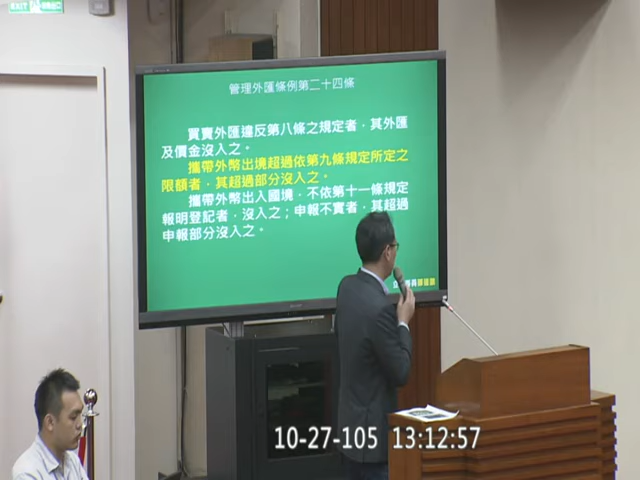 EXIT
管理外匯條例第二十四條
買賣外匯違反第八條之規定者，其外匯
及價金沒入之。
攜帶外幣出境超過依第九條規定所定之
限額者，其超過部分沒入之。
攜帶外幣出入國境，不依第十一條規定
報明登記者，沒入之；申報不實者，其超過
申報部分沒入之。
10-27-105 13:12:57